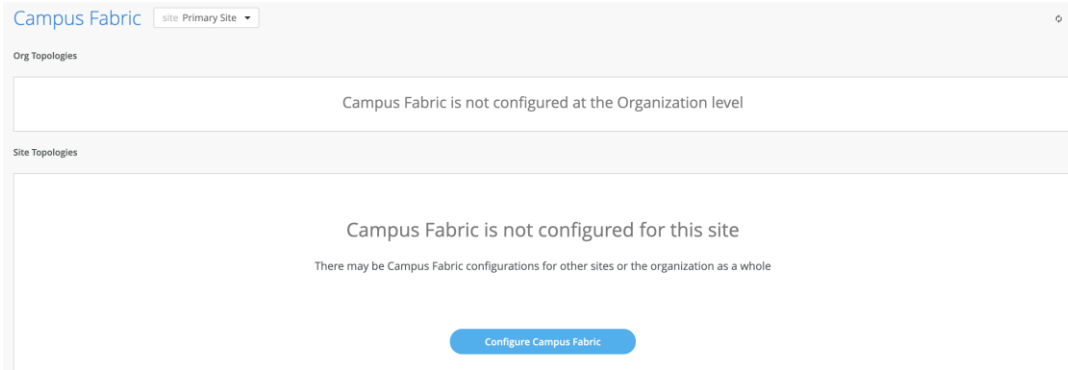 Campus Fabric site Primary Site
Org Topologies
Campus Fabric is not configured at the Organization level
Site Topologies
Campus Fabric is not configured for this site
There may be Campus Fabric configurations for other sites or the organization as a whole
Configure Campus Fabric